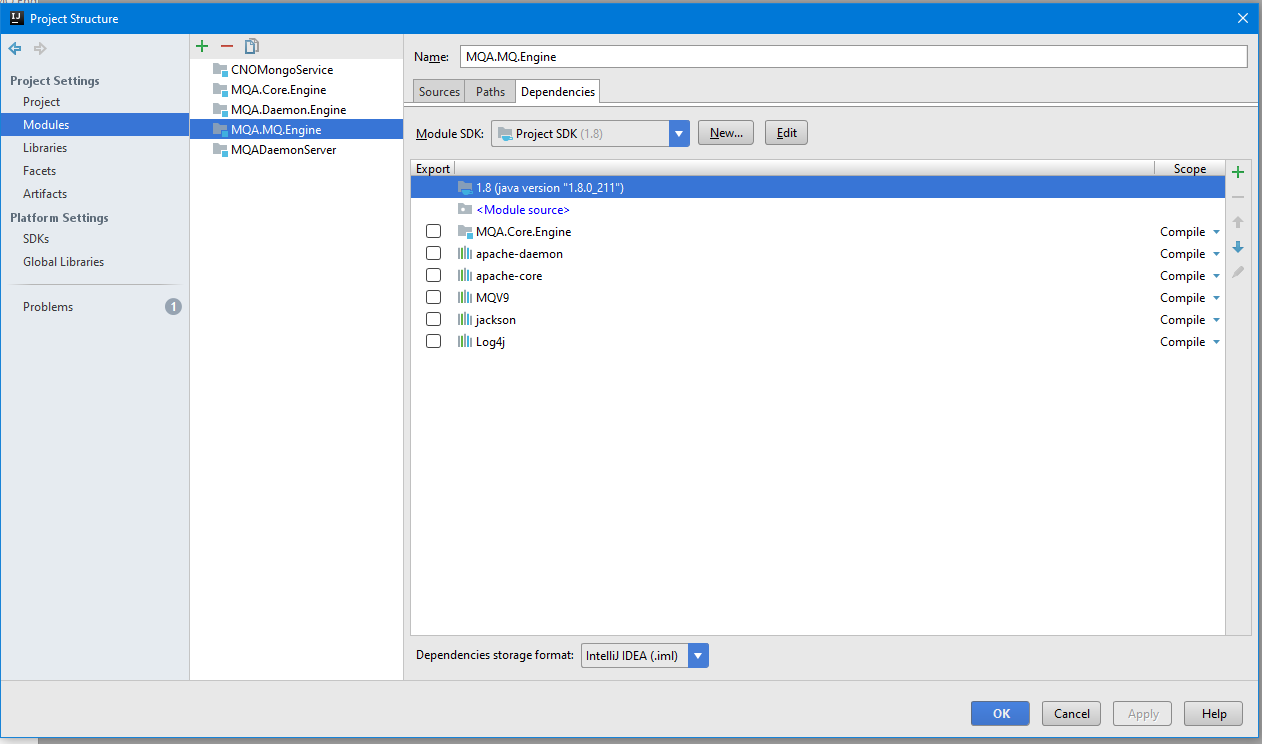 Project Structure
Project Settings
Project
Modules
Libraries
Facets
Artifacts
Platform Settings
SDKs
Global Libraries
Problems 1
CNOMongoService
MQA.Core.Engine
MQA.Daemon.Engine
MQA.MQ.Engine
MQADaemonServer
Name: MQA.MQ.Engine
Sources Paths Dependencies
Module SDK: Project SDK (1.8) New... Edit
Export Scope
1.8 (java version "1.8.0_211")
<Module source>
MQA.Core.Engine Compile
apache-daemon Compile
apache-core Compile
MQV9 Compile
jackson Compile
Log4j Compile
Dependencies storage format: IntelliJ IDEA (.iml)
OK Cancel Apply Help